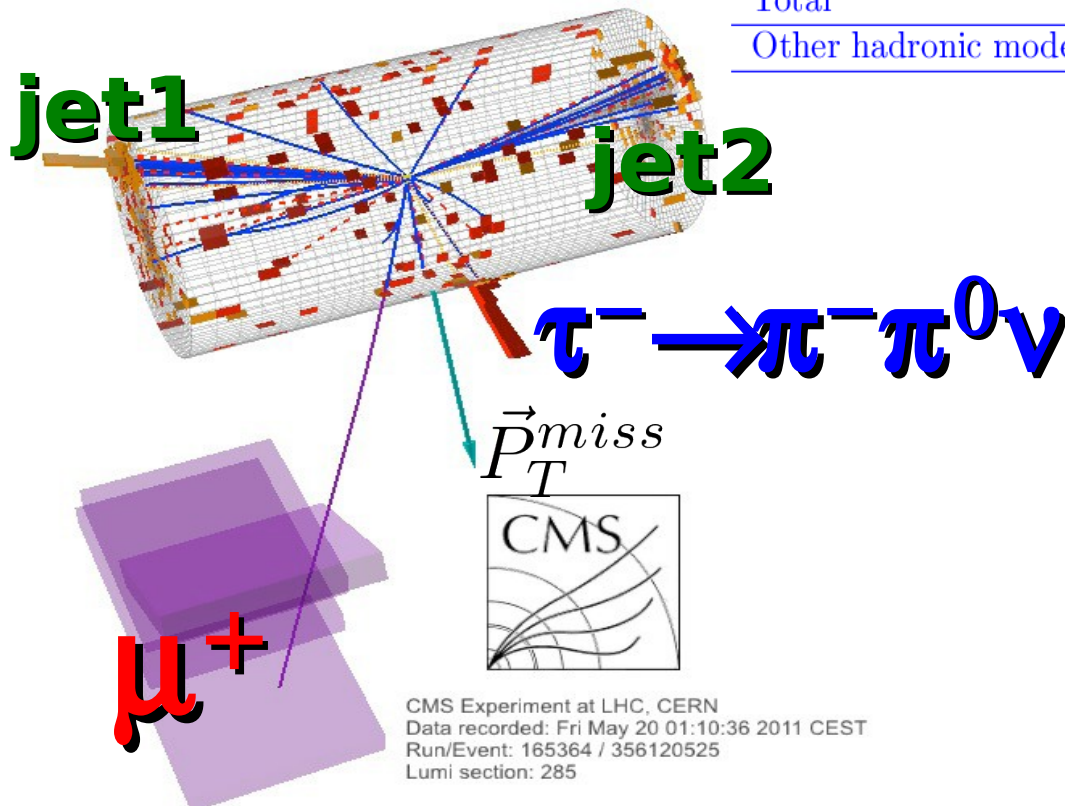 Total
Other hadronic mode
jet1
jet2
τ⁻→π⁻π⁰ν
P⃗_T^{miss}
CMS
μ⁺
CMS Experiment at LHC, CERN
Data recorded: Fri May 20 01:10:36 2011 CEST
Run/Event: 165364 / 356120525
Lumi section: 285